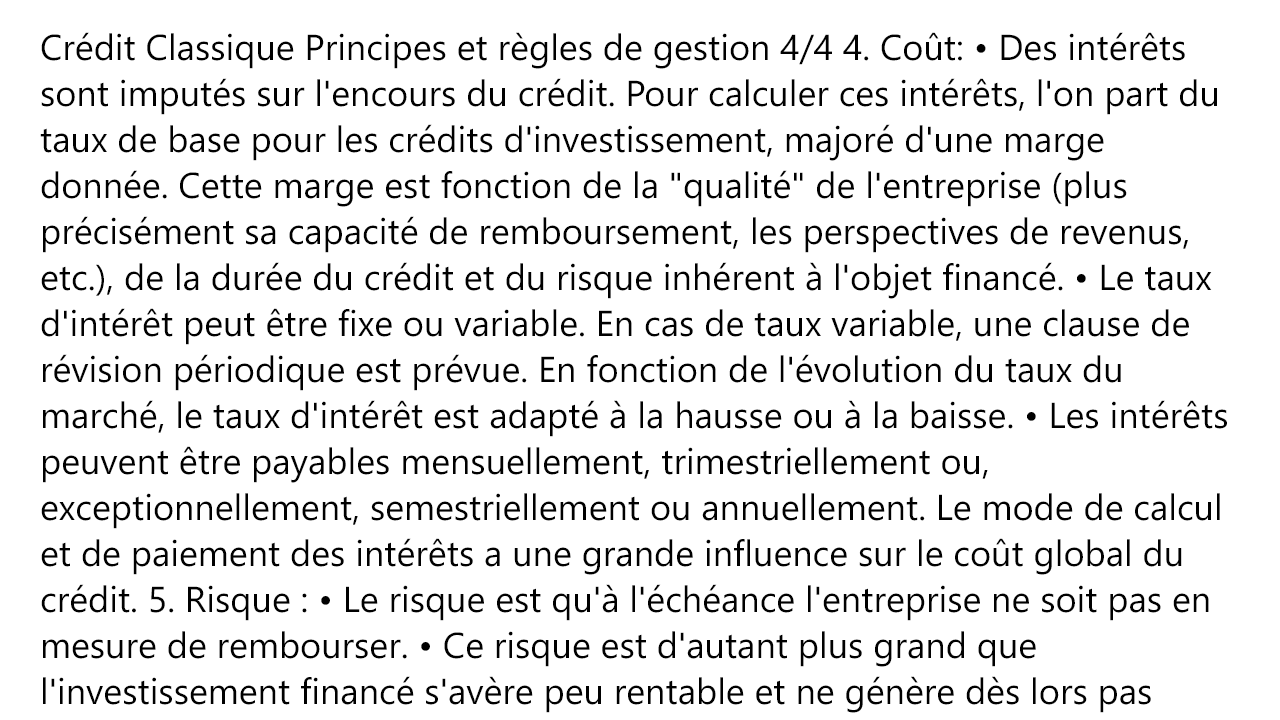 Crédit Classique Principes et règles de gestion 4/4 4. Coût: • Des intérêts
sont imputés sur l'encours du crédit. Pour calculer ces intérêts, l'on part du
taux de base pour les crédits d'investissement, majoré d'une marge
donnée. Cette marge est fonction de la "qualité" de l'entreprise (plus
précisément sa capacité de remboursement, les perspectives de revenus,
etc.), de la durée du crédit et du risque inhérent à l'objet financé. • Le taux
d'intérêt peut être fixe ou variable. En cas de taux variable, une clause de
révision périodique est prévue. En fonction de l'évolution du taux du
marché, le taux d'intérêt est adapté à la hausse ou à la baisse. • Les intérêts
peuvent être payables mensuellement, trimestriellement ou,
exceptionnellement, semestriellement ou annuellement. Le mode de calcul
et de paiement des intérêts a une grande influence sur le coût global du
crédit. 5. Risque : • Le risque est qu'à l'échéance l'entreprise ne soit pas en
mesure de rembourser. • Ce risque est d'autant plus grand que
l'investissement financé s'avère peu rentable et ne génère dès lors pas